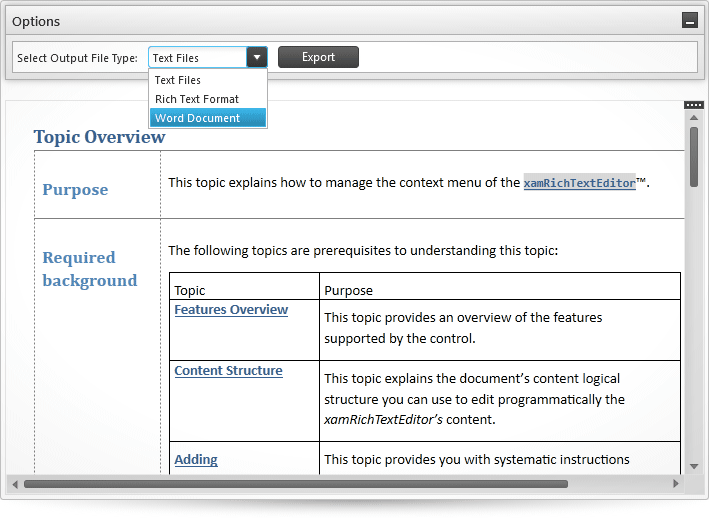 Options
Select Output File Type: Text Files Export
Text Files
Rich Text Format
Word Document
Topic Overview
Purpose This topic explains how to manage the context menu of the xamRichTextEditor™.
Required background
The following topics are prerequisites to understanding this topic:
Topic Purpose
Features Overview This topic provides an overview of the features
supported by the control.
Content Structure This topic explains the document's content logical
structure you can use to edit programmatically the
xamRichTextEditor's content.
Adding This topic provides you with systematic instructions